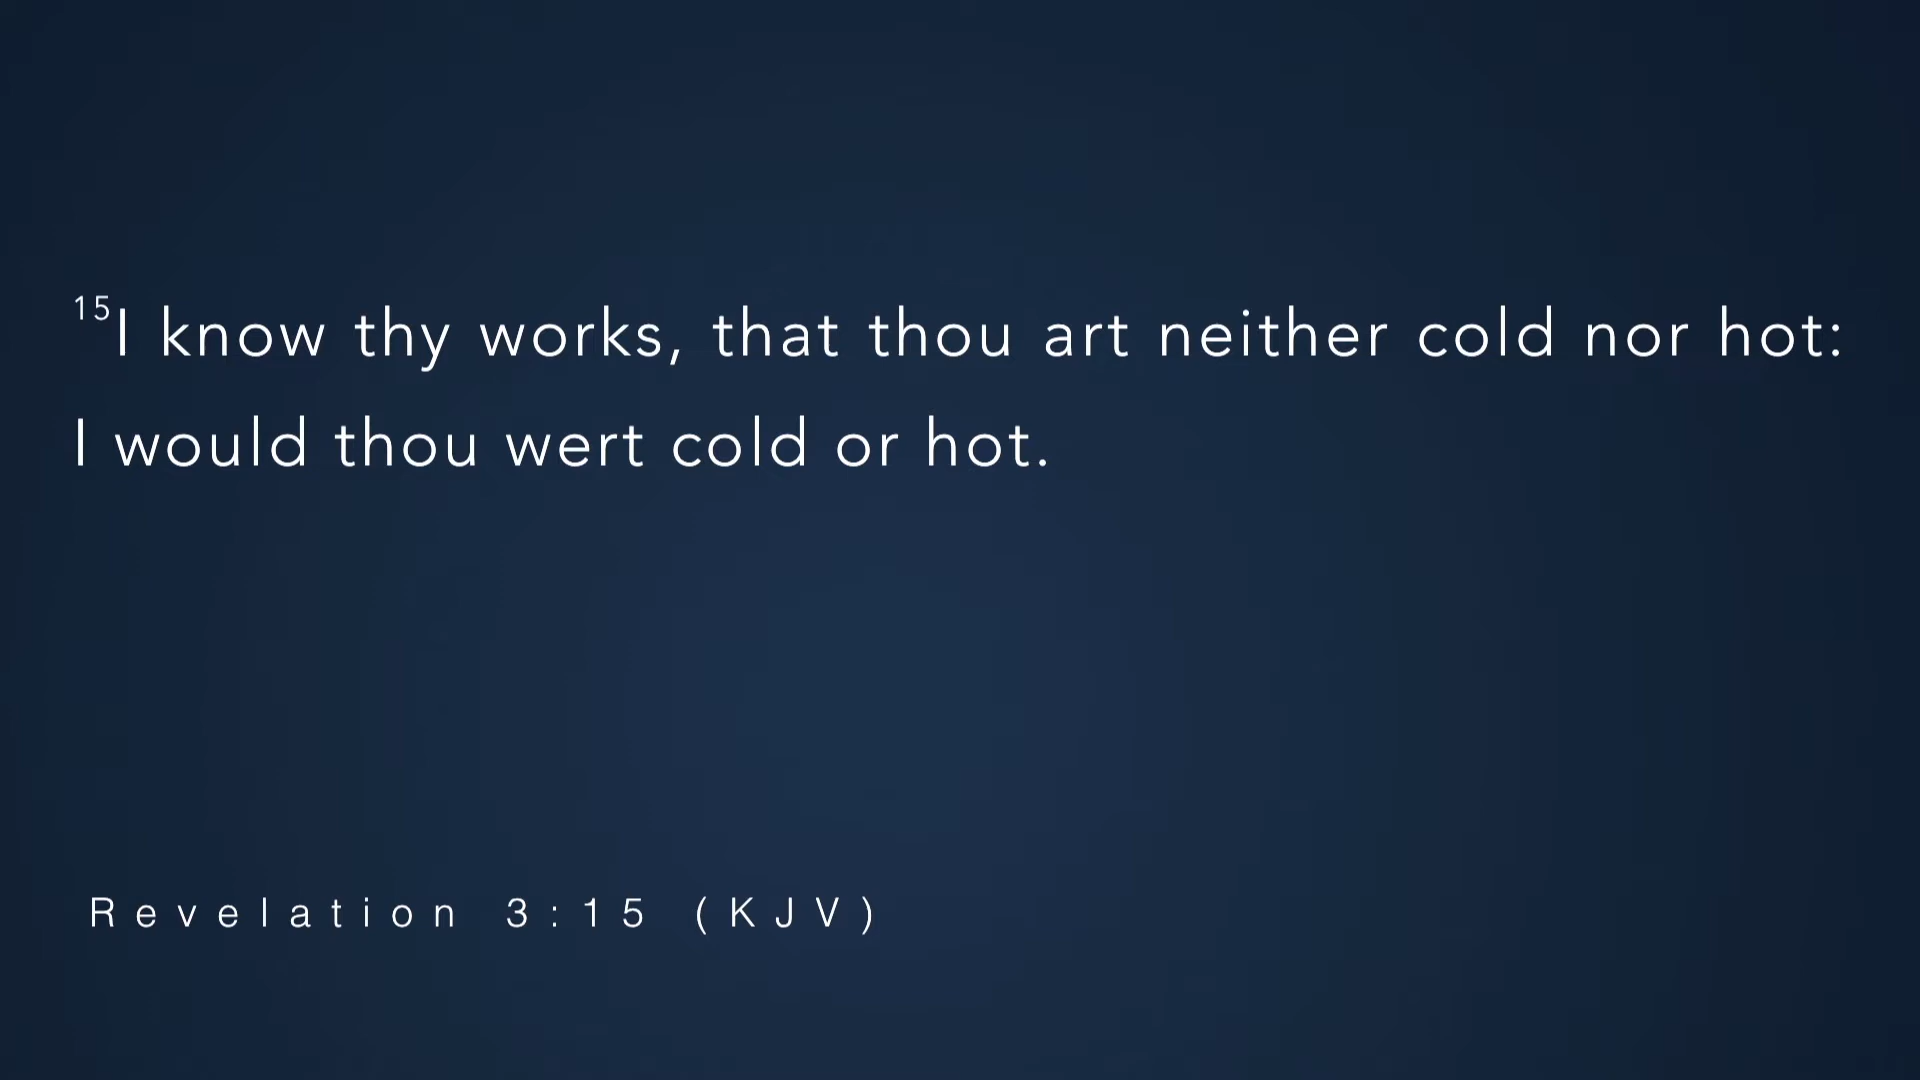 15I know thy works, that thou art neither cold nor hot:
I would thou wert cold or hot.
Revelation 3:15 (KJV)